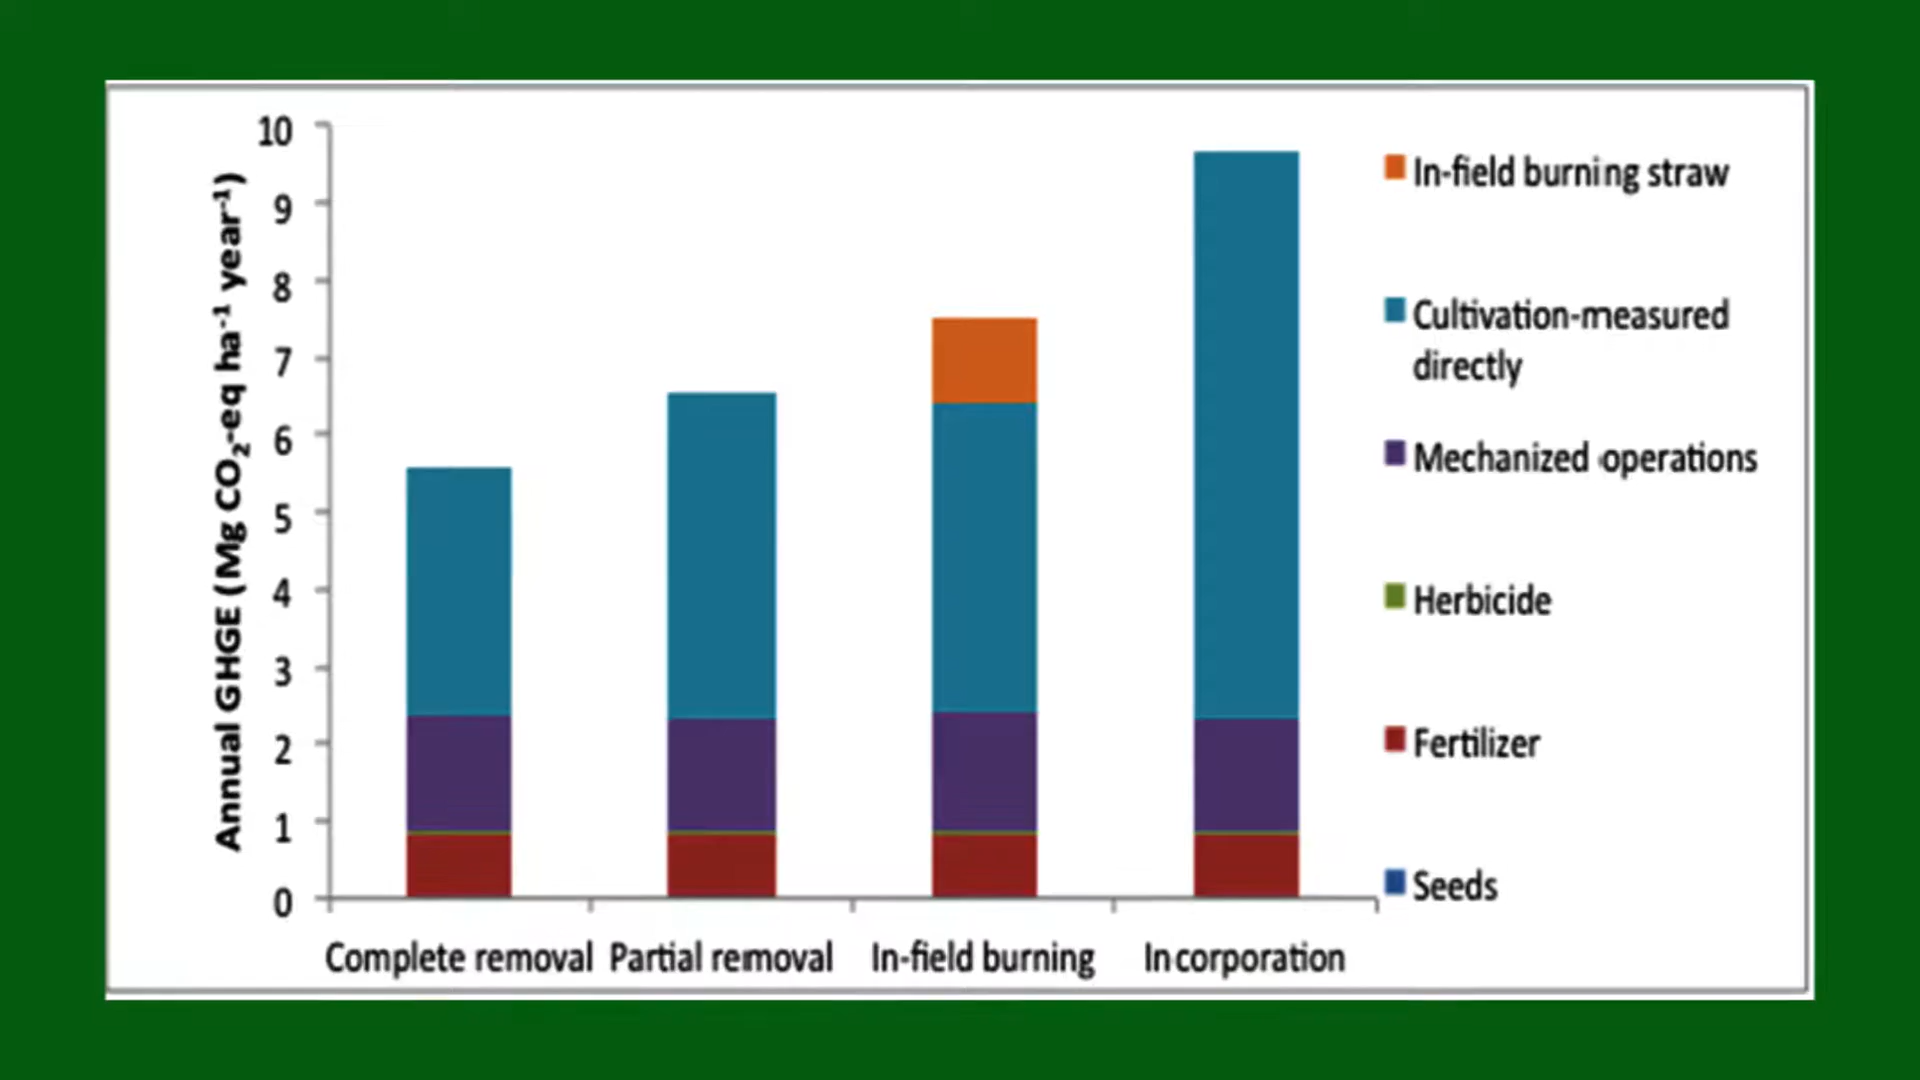 Annual GHGE (Mg CO₂-eq ha⁻¹ year⁻¹)
10
9
8
7
6
5
4
3
2
1
0
Complete removal Partial removal In-field burning Incorporation
In-field burning straw
Cultivation-measured
directly
Mechanized operations
Herbicide
Fertilizer
Seeds